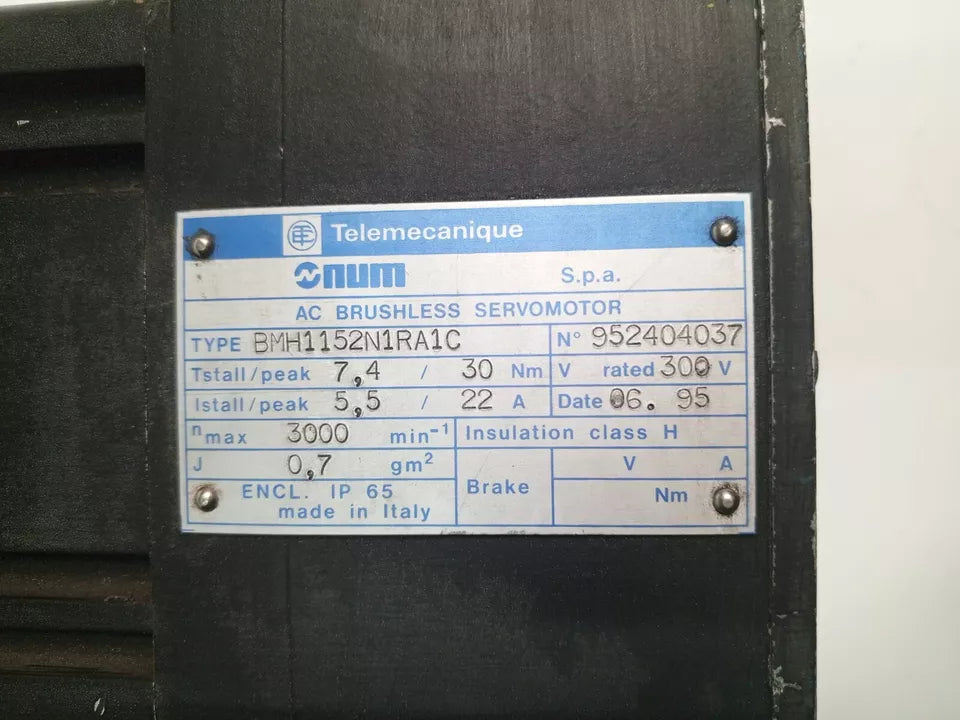 TE Telemecanique
num S.p.a.
AC BRUSHLESS SERVOMOTOR
TYPE BMH1152N1RA1C N° 952404037
Tstall/peak 7,4 / 30 Nm V rated 300 V
Istall/peak 5,5 / 22 A Date 06. 95
nmax 3000 min-1 Insulation class H
J 0,7 gm² V A
ENCL. IP 65 Brake Nm
made in Italy